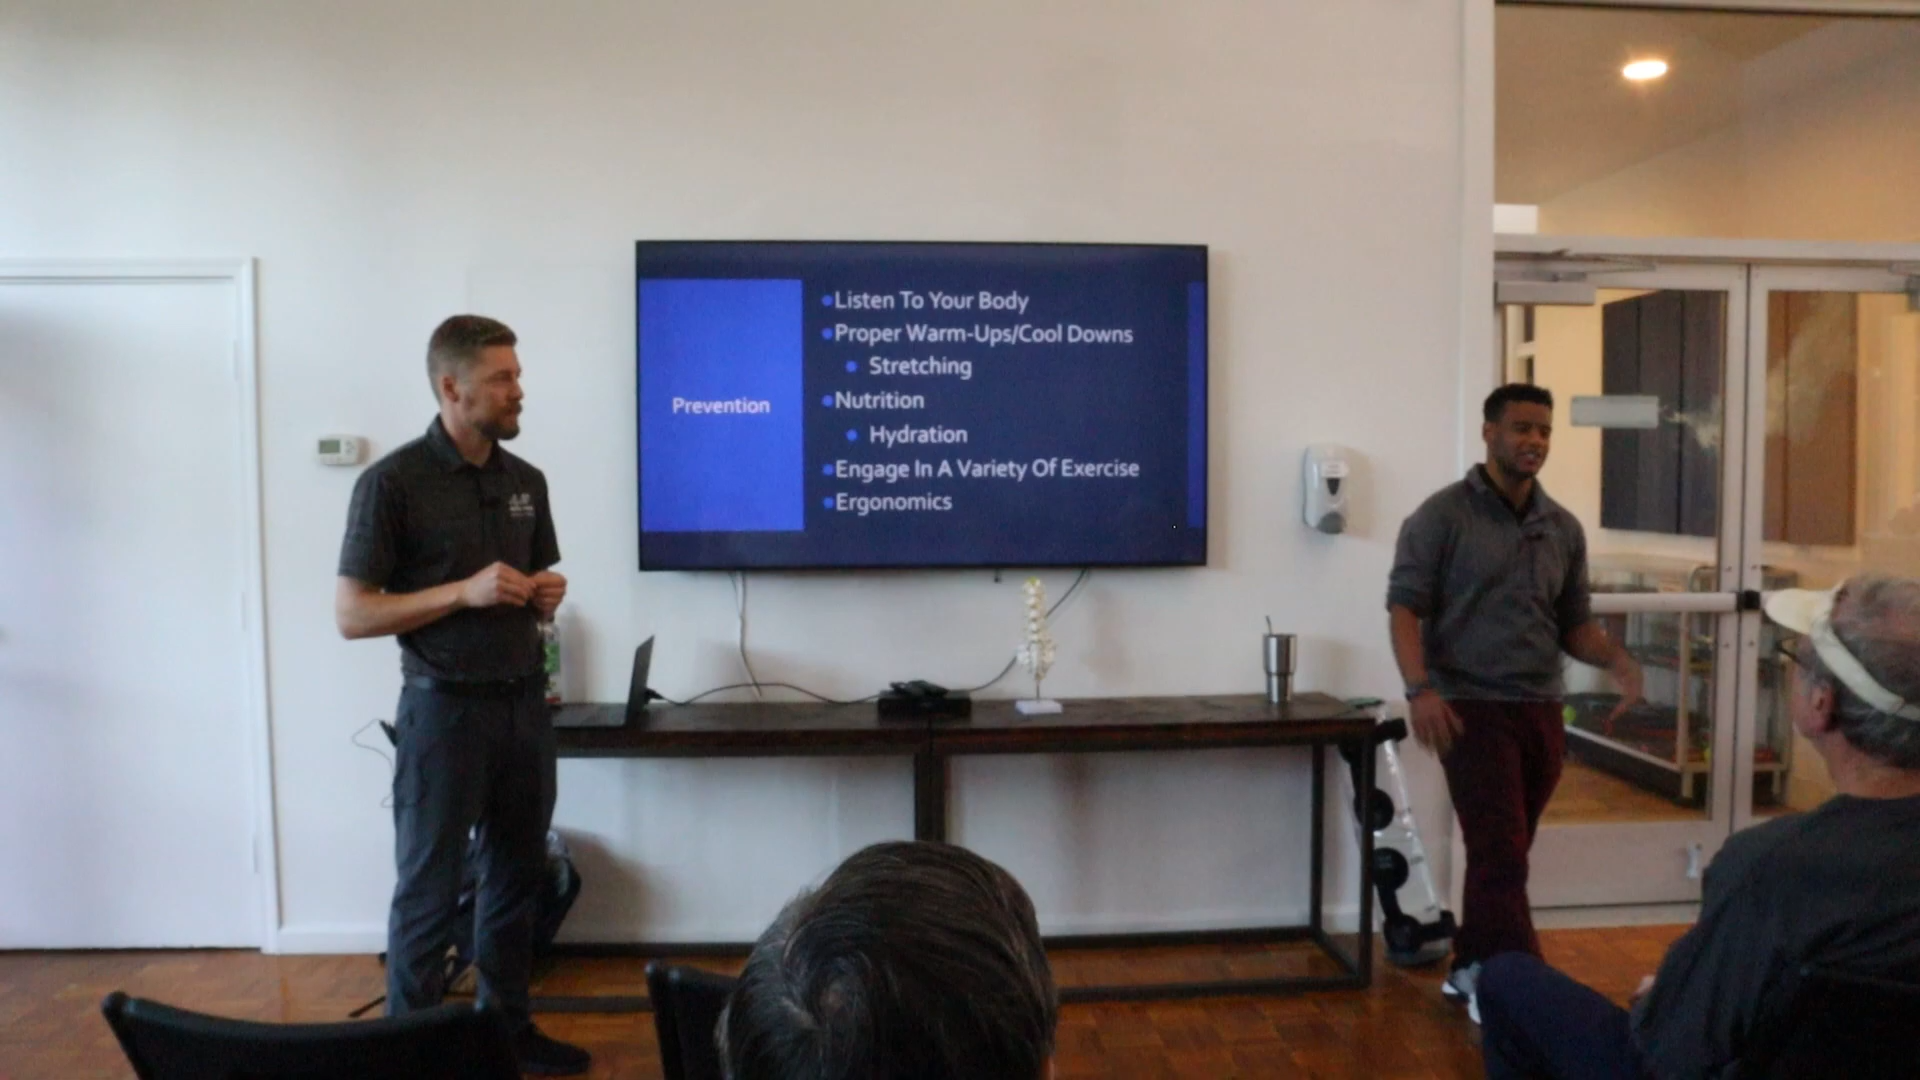 Prevention
Listen To Your Body
Proper Warm-Ups/Cool Downs
Stretching
Nutrition
Hydration
Engage In A Variety Of Exercise
Ergonomics